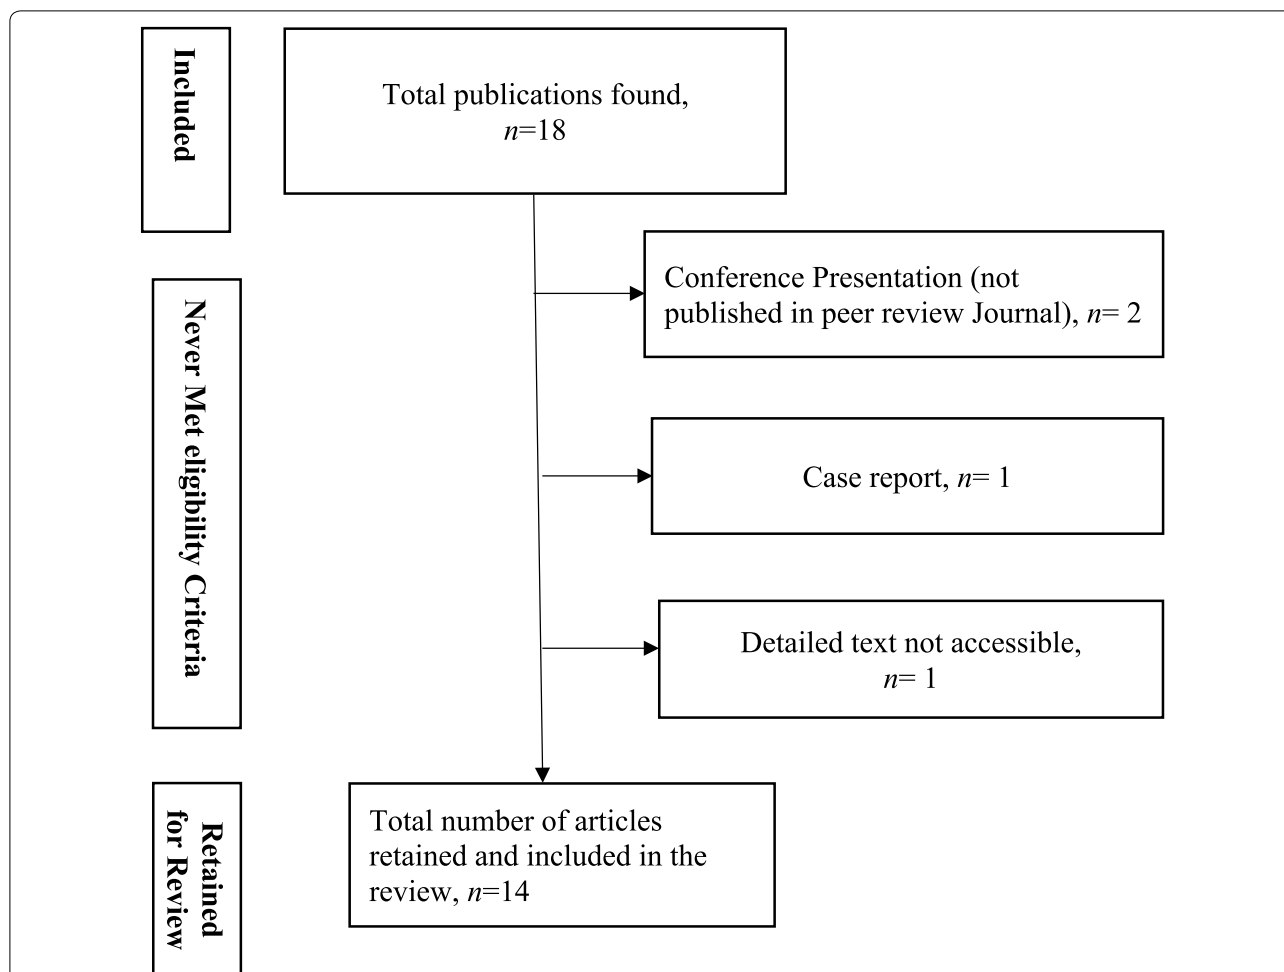 Included
Total publications found,
n=18
Never Met eligibility Criteria
Conference Presentation (not
published in peer review Journal), n= 2
Case report, n= 1
Detailed text not accessible,
n= 1
Retained
for Review
Total number of articles
retained and included in the
review, n=14